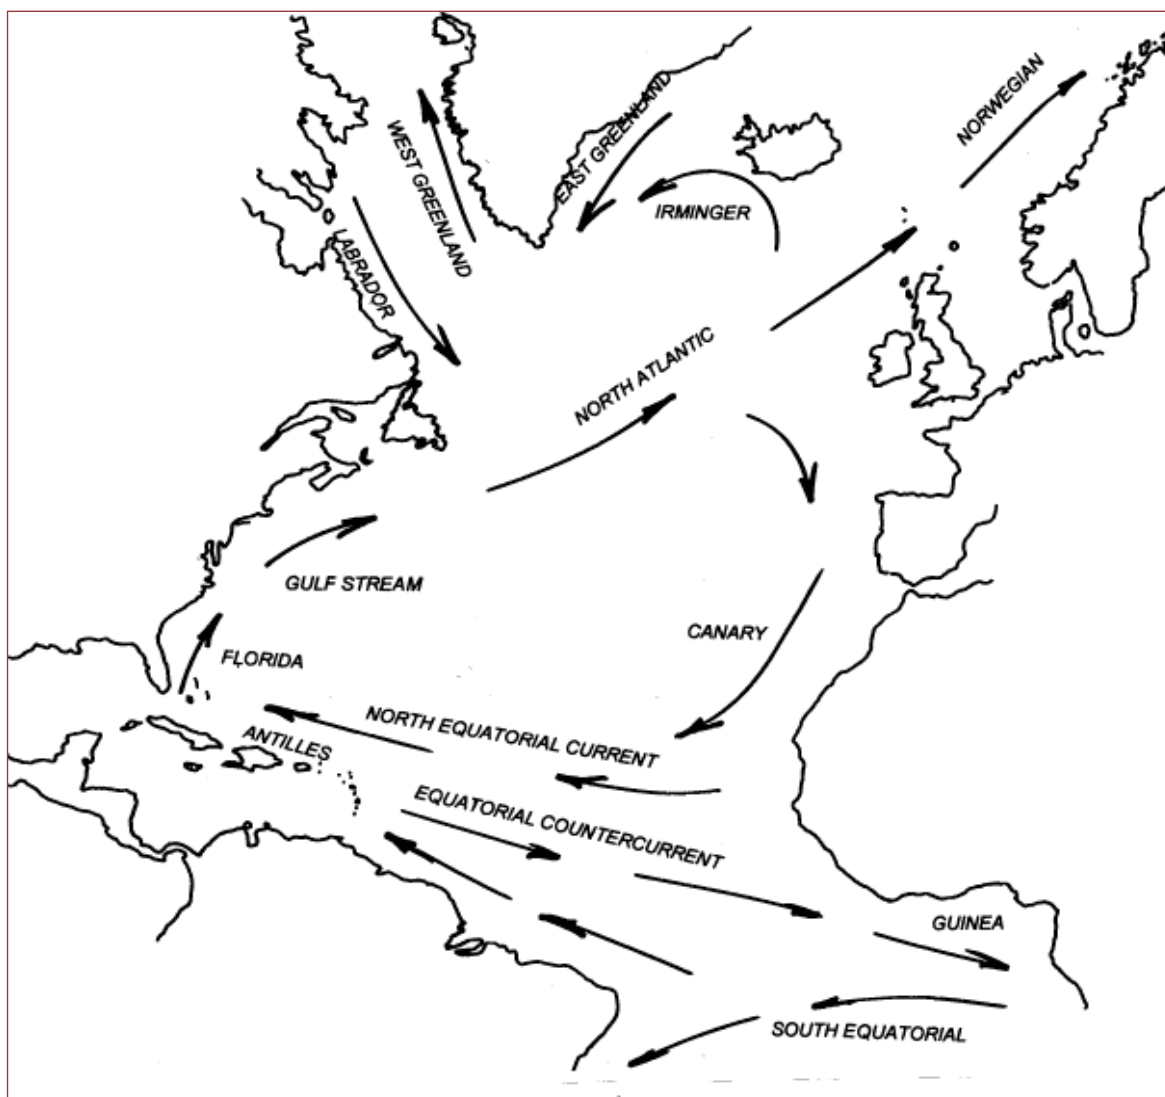 NORWEGIAN
EAST GREENLAND
WEST GREENLAND
IRMINGER
LABRADOR
NORTH ATLANTIC
GULF STREAM
CANARY
FLORIDA
NORTH EQUATORIAL CURRENT
ANTILLES
EQUATORIAL COUNTERCURRENT
GUINEA
SOUTH EQUATORIAL